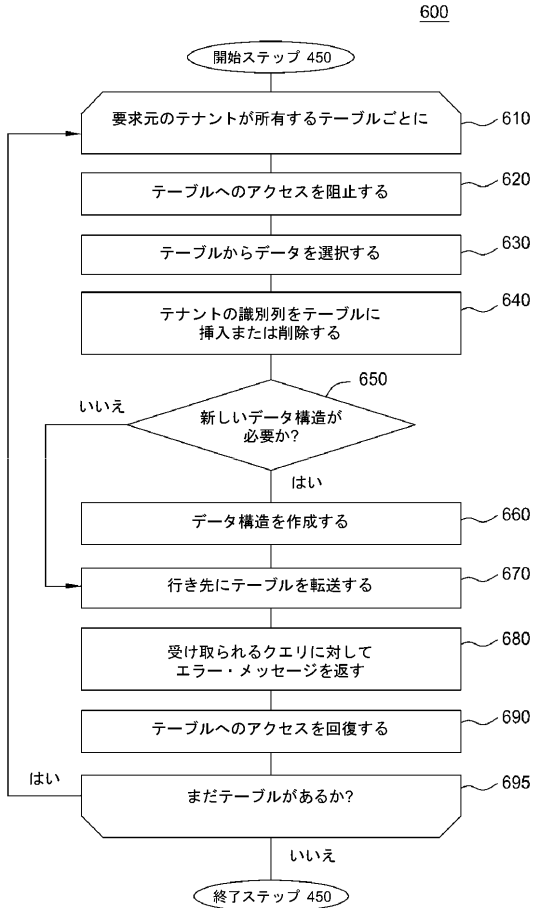 600
開始ステップ 450
要求元のテナントが所有するテーブルごとに
610
テーブルへのアクセスを阻止する
620
テーブルからデータを選択する
630
テナントの識別列をテーブルに
挿入または削除する
640
650
いいえ
新しいデータ構造が
必要か?
はい
データ構造を作成する
660
行き先にテーブルを転送する
670
受け取られるクエリに対して
エラー・メッセージを返す
680
テーブルへのアクセスを回復する
690
はい
まだテーブルがあるか?
695
いいえ
終了ステップ 450